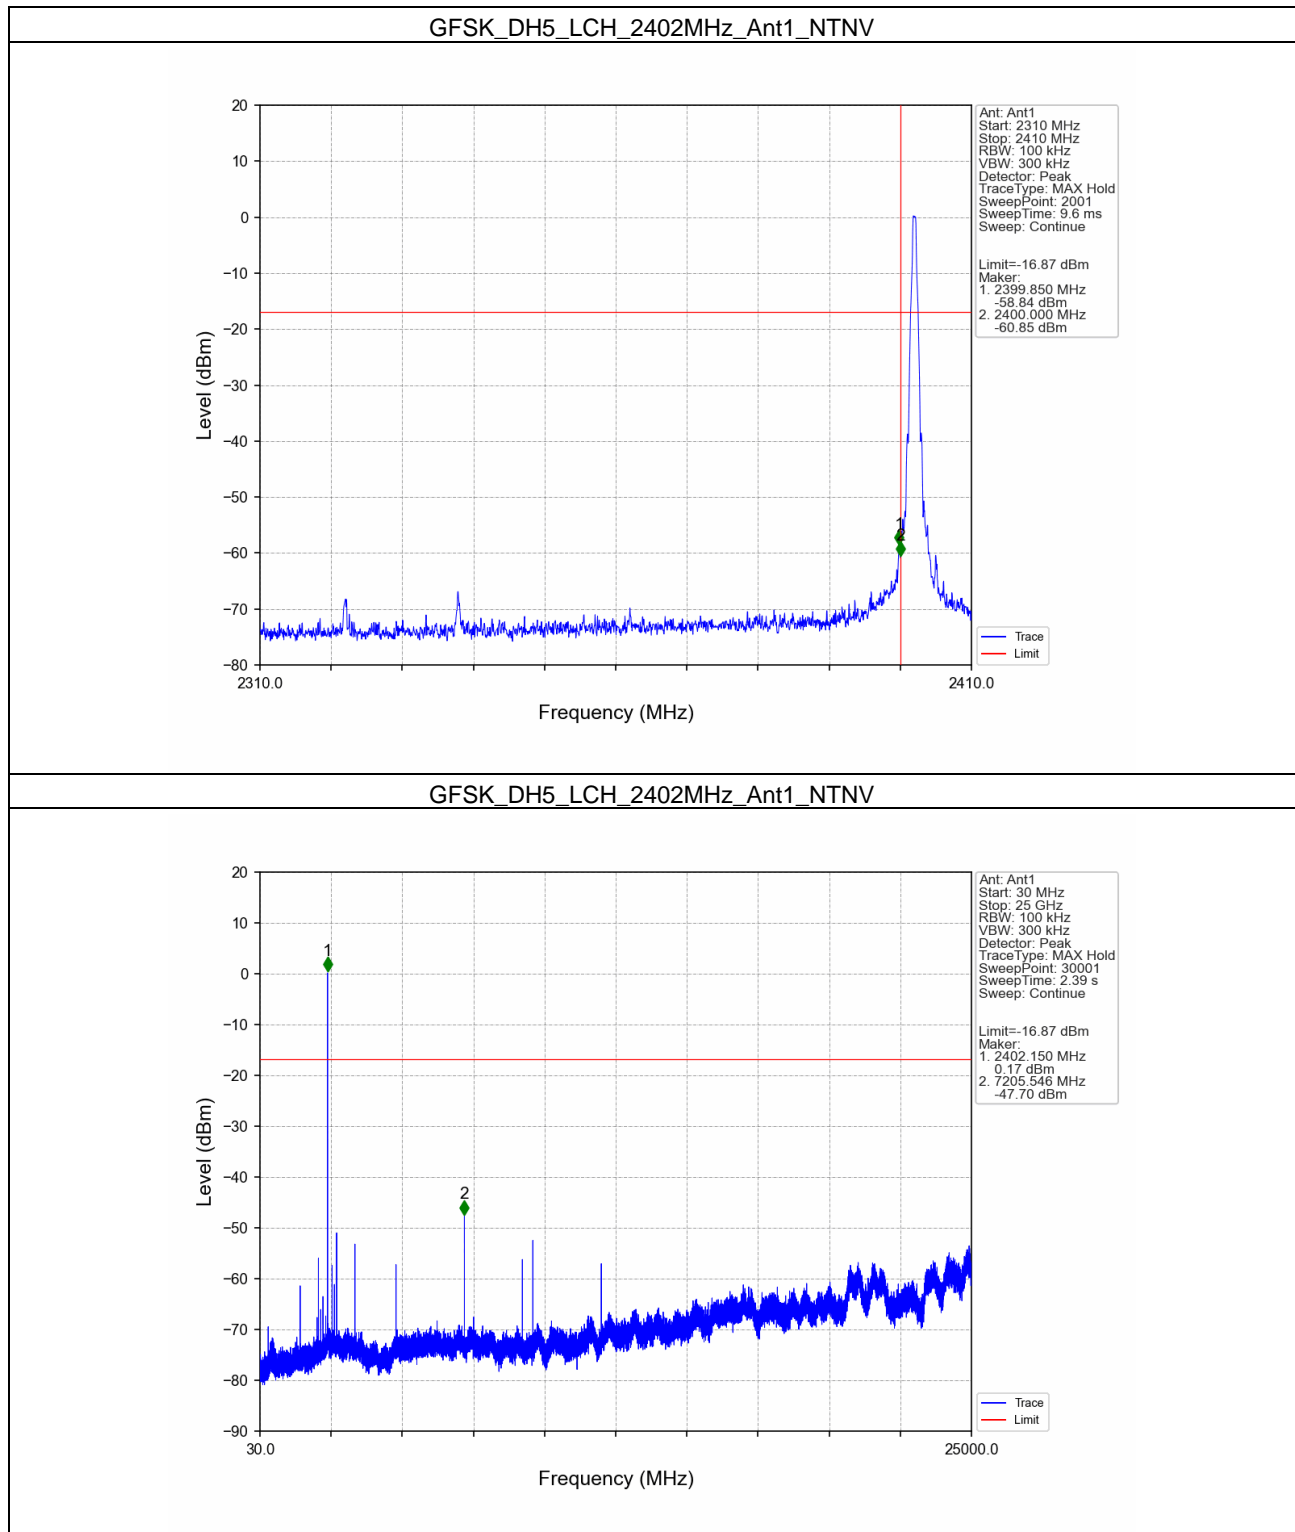 GFSK_DH5_LCH_2402MHz_Ant1_NTNV
20
10
0
−10
−20
−30
−40
−50
−60
−70
−80
Level (dBm)
1
2
2310.0
2410.0
Frequency (MHz)
Ant: Ant1
Start: 2310 MHz
Stop: 2410 MHz
RBW: 100 kHz
VBW: 300 kHz
Detector: Peak
TraceType: MAX Hold
SweepPoint: 2001
SweepTime: 9.6 ms
Sweep: Continue
Limit=-16.87 dBm
Maker:
1. 2399.850 MHz
-58.84 dBm
2. 2400.000 MHz
-60.85 dBm
Trace
Limit
GFSK_DH5_LCH_2402MHz_Ant1_NTNV
20
10
0
−10
−20
−30
−40
−50
−60
−70
−80
−90
Level (dBm)
1
2
30.0
25000.0
Frequency (MHz)
Ant: Ant1
Start: 30 MHz
Stop: 25 GHz
RBW: 100 kHz
VBW: 300 kHz
Detector: Peak
TraceType: MAX Hold
SweepPoint: 30001
SweepTime: 2.39 s
Sweep: Continue
Limit=-16.87 dBm
Maker:
1. 2402.150 MHz
0.17 dBm
2. 7205.546 MHz
-47.70 dBm
Trace
Limit